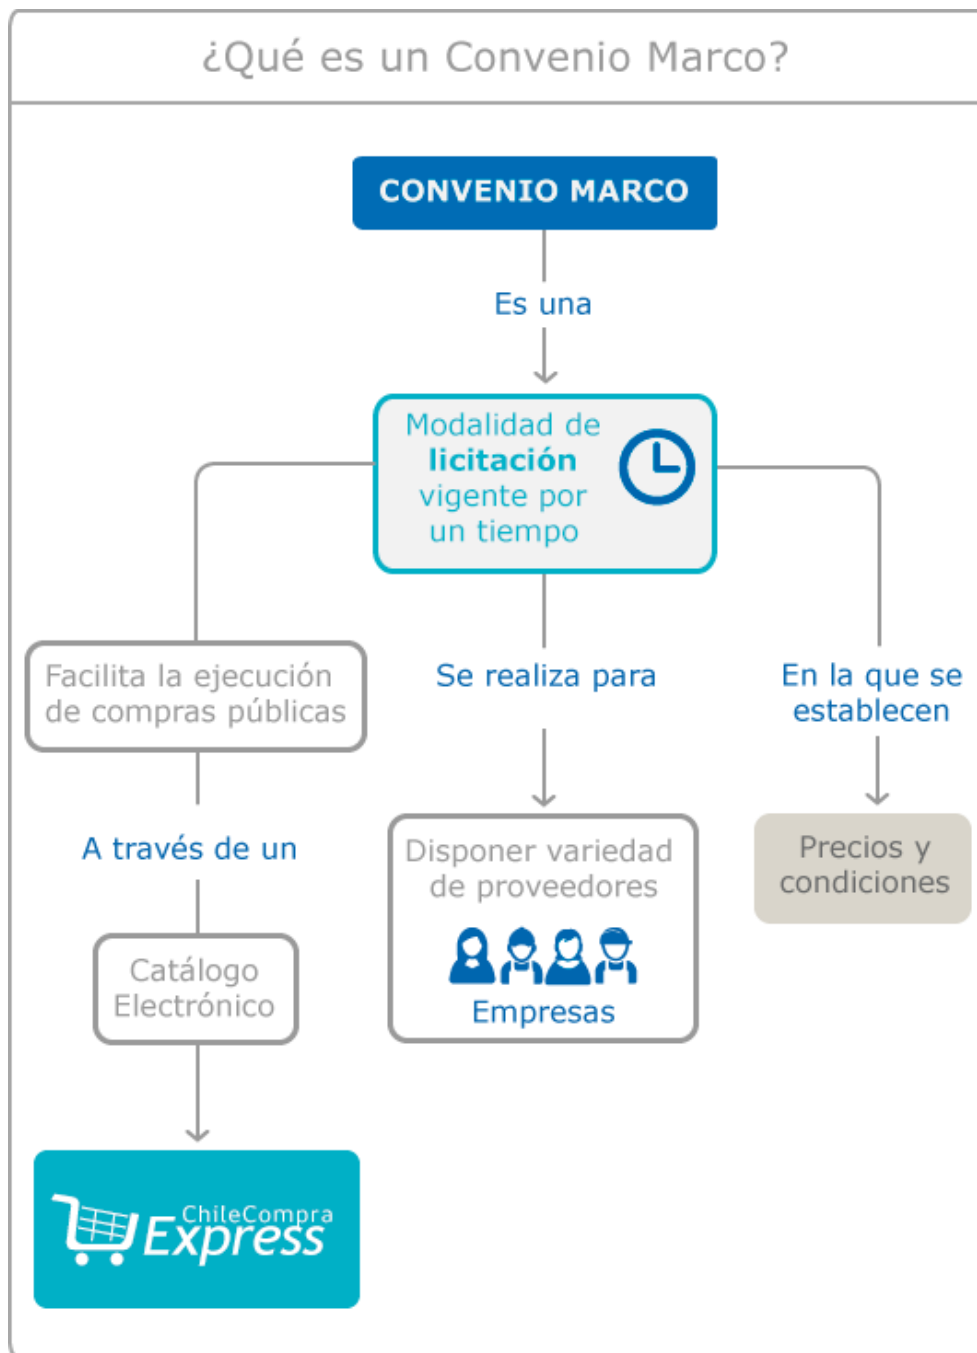 ¿Qué es un Convenio Marco?
CONVENIO MARCO
Es una
Modalidad de
licitación
vigente por
un tiempo
Facilita la ejecución
de compras públicas
A través de un
Catálogo
Electrónico
ChileCompra
Express
Se realiza para
Disponer variedad
de proveedores
Empresas
En la que se
establecen
Precios y
condiciones